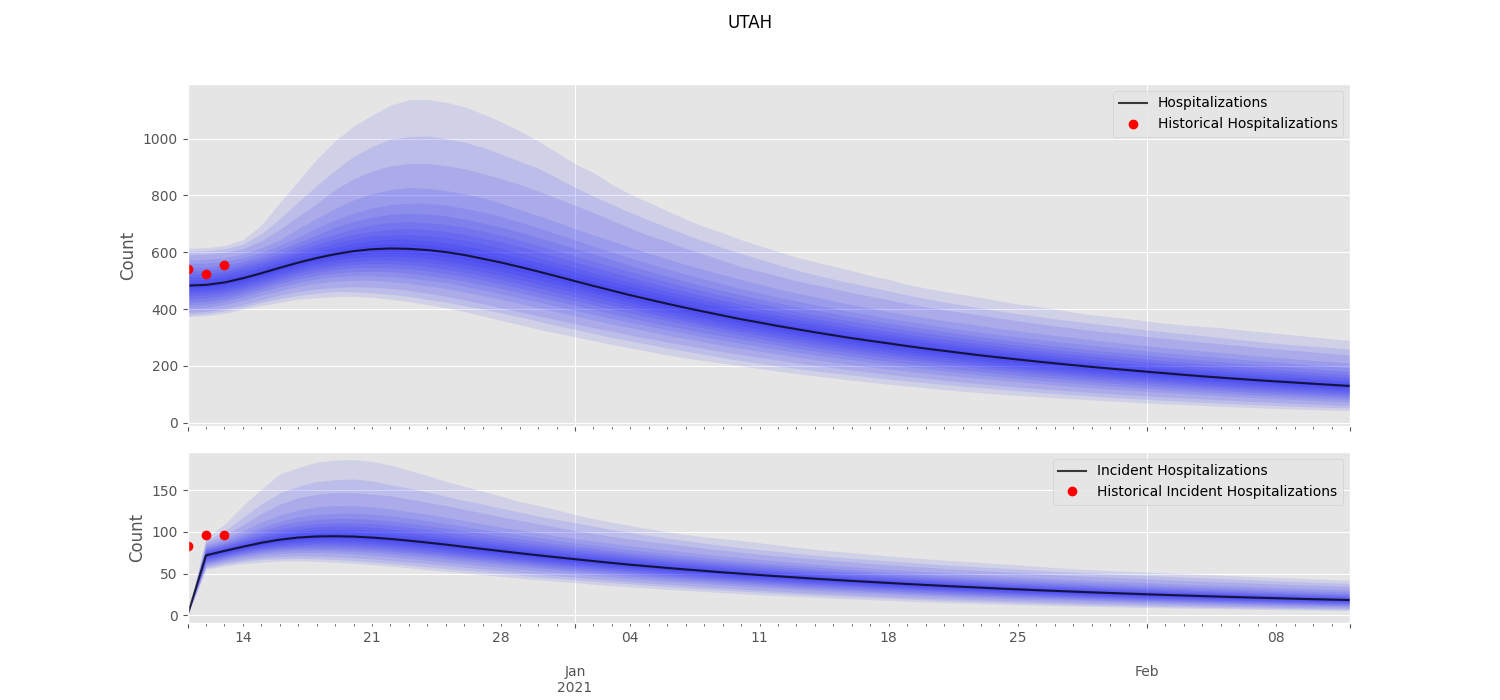 UTAH
Count
1000
800
600
400
200
0
Hospitalizations
Historical Hospitalizations
Count
150
100
50
0
Incident Hospitalizations
Historical Incident Hospitalizations
14 21 28 04 11 18 25 08
Jan Feb
2021